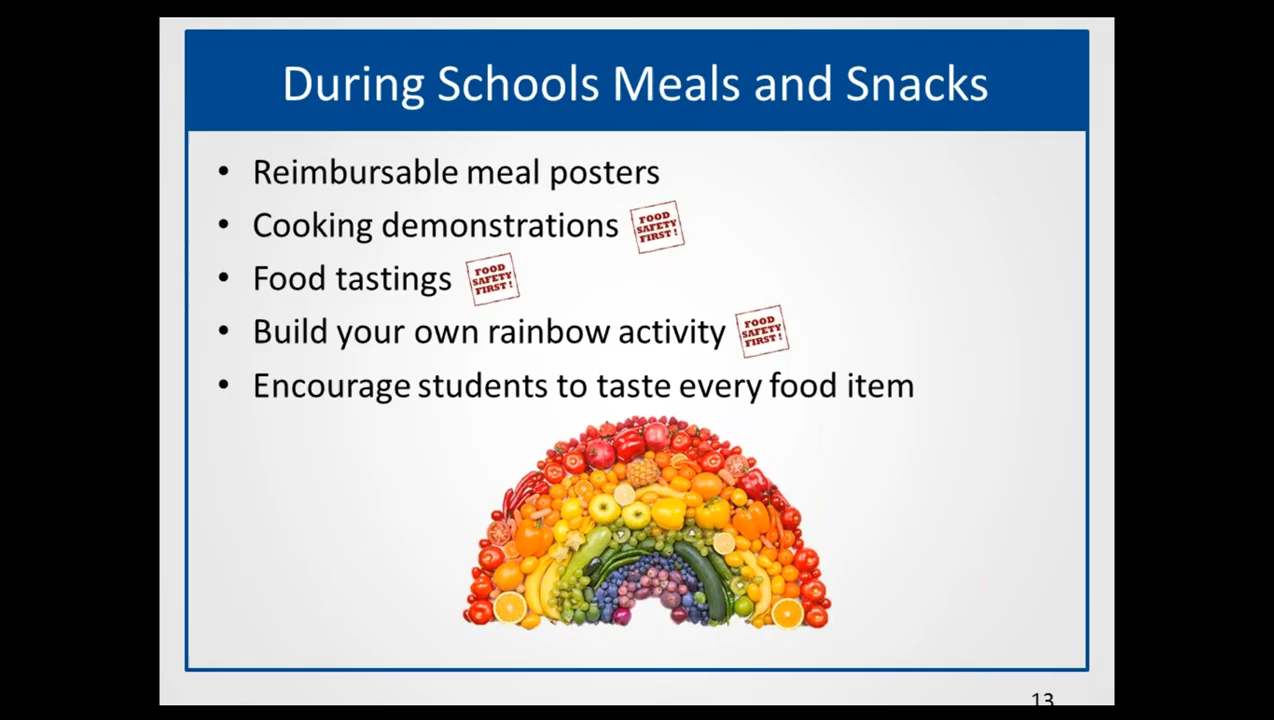 During Schools Meals and Snacks
• Reimbursable meal posters
• Cooking demonstrations
FOOD
SAFETY
FIRST!
• Food tastings
FOOD
SAFETY
FIRST!
• Build your own rainbow activity
FOOD
SAFETY
FIRST!
• Encourage students to taste every food item
13